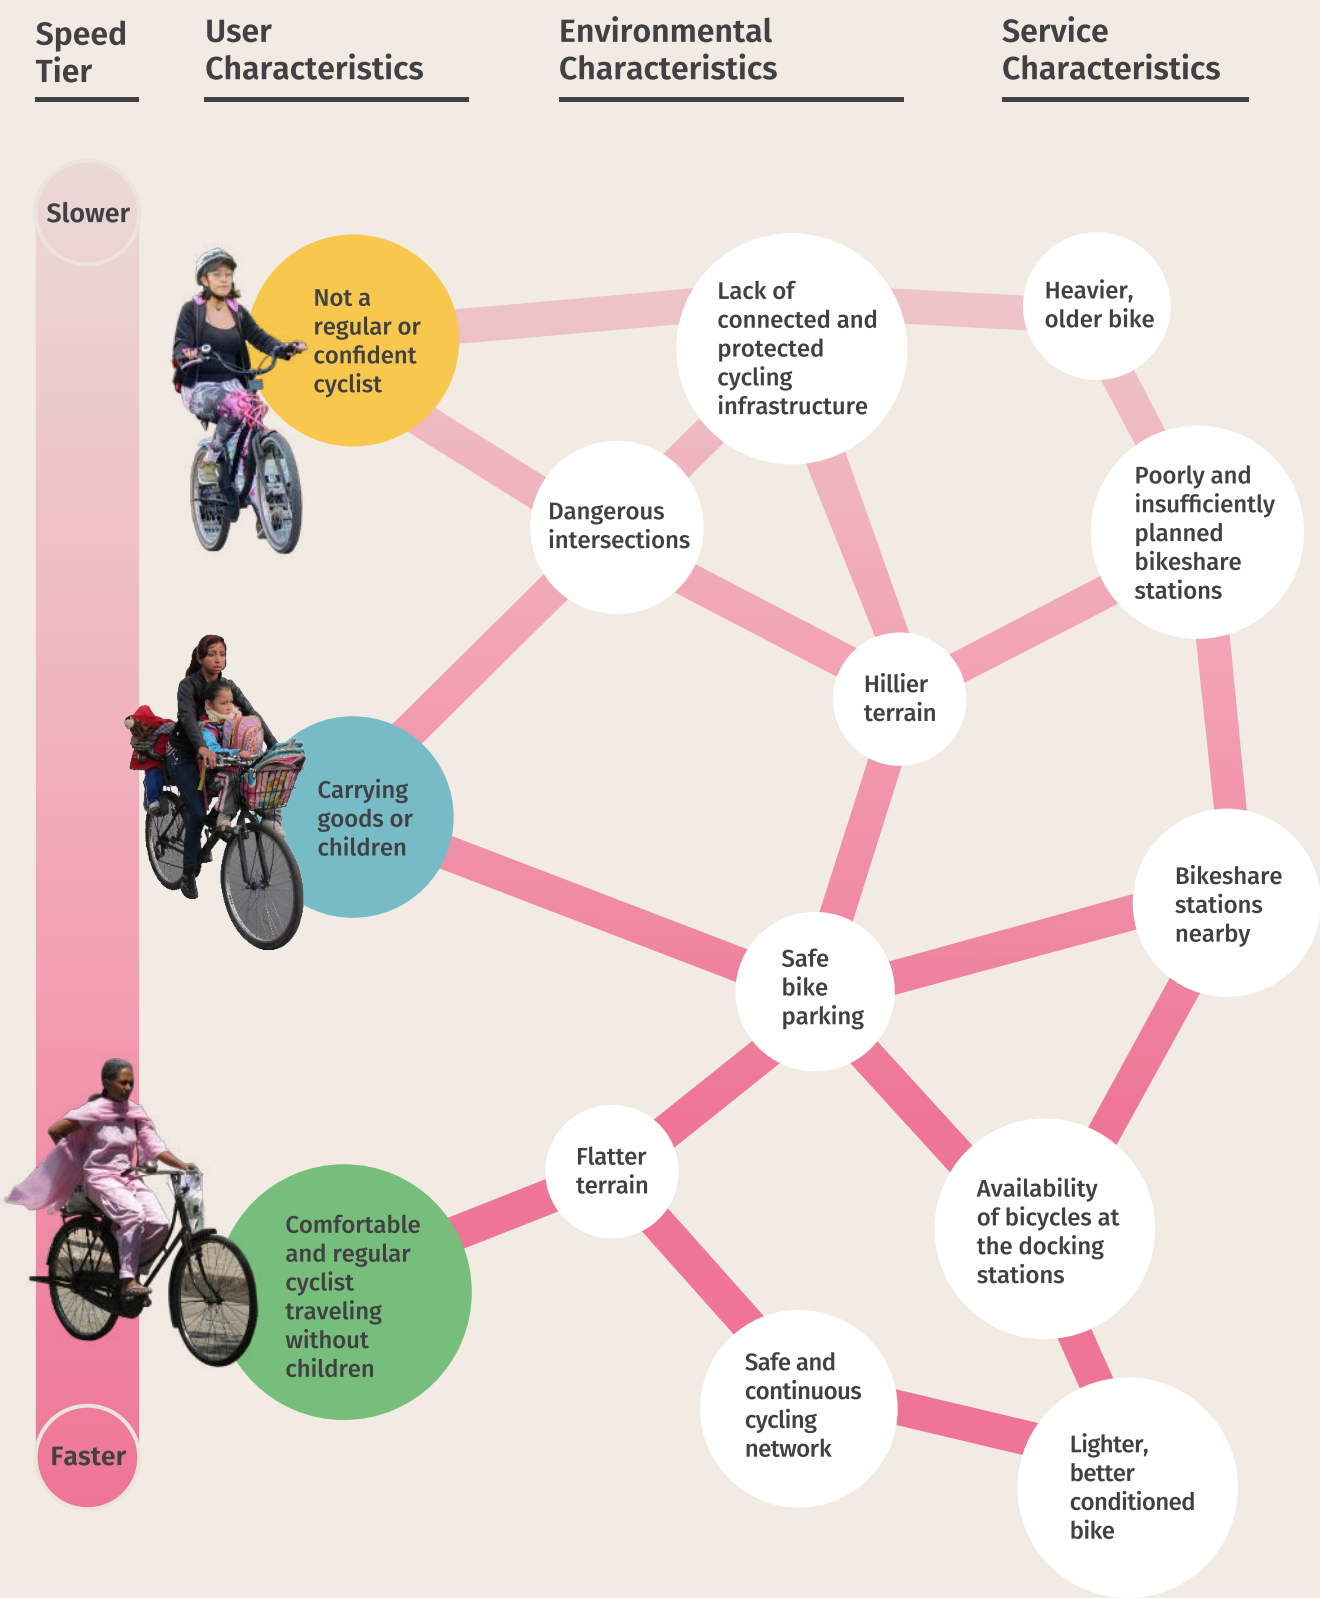 Speed
Tier
User
Characteristics
Environmental
Characteristics
Service
Characteristics
Slower
Not a
regular or
confident
cyclist
Lack of
connected and
protected
cycling
infrastructure
Heavier,
older bike
Dangerous
intersections
Poorly and
insufficiently
planned
bikeshare
stations
Hillier
terrain
Carrying
goods or
children
Bikeshare
stations
nearby
Safe
bike
parking
Flatter
terrain
Availability
of bicycles at
the docking
stations
Comfortable
and regular
cyclist
traveling
without
children
Safe and
continuous
cycling
network
Lighter,
better
conditioned
bike
Faster